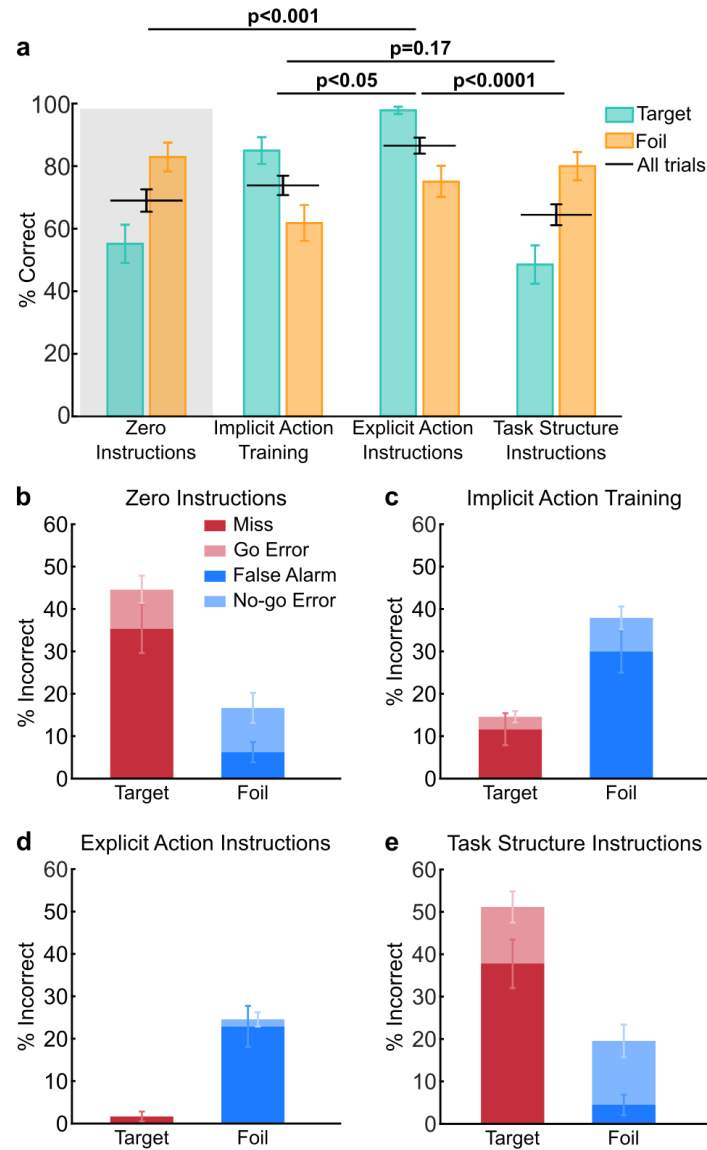 p<0.001
a
p=0.17
p<0.05
p<0.0001
Target
Foil
All trials
% Correct
100
80
60
40
20
0
Zero
Instructions
Implicit Action
Training
Explicit Action
Instructions
Task Structure
Instructions
b
Zero Instructions
Miss
Go Error
False Alarm
No-go Error
% Incorrect
60
50
40
30
20
10
0
Target
Foil
c
Implicit Action Training
% Incorrect
60
50
40
30
20
10
0
Target
Foil
d
Explicit Action Instructions
% Incorrect
60
50
40
30
20
10
0
Target
Foil
e
Task Structure Instructions
% Incorrect
60
50
40
30
20
10
0
Target
Foil